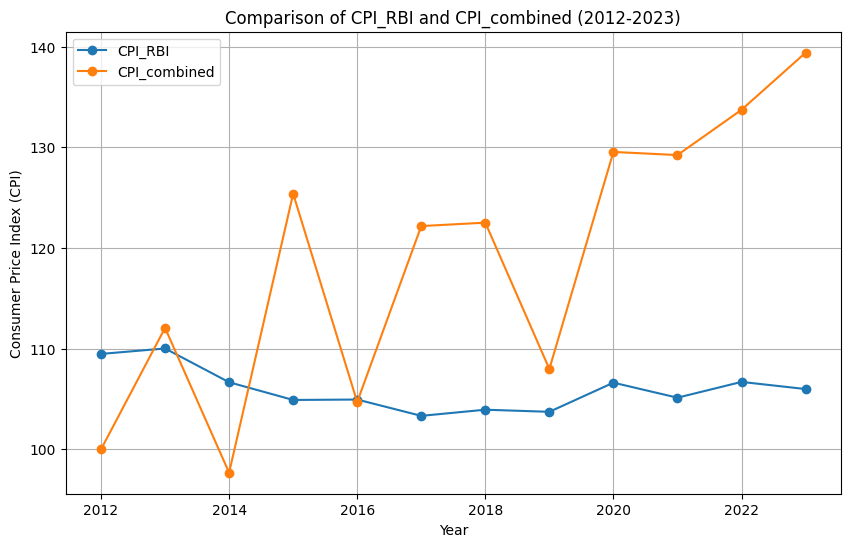 Comparison of CPI_RBI and CPI_combined (2012-2023)
CPI_RBI
CPI_combined
Consumer Price Index (CPI)
140
130
120
110
100
2012 2014 2016 2018 2020 2022
Year